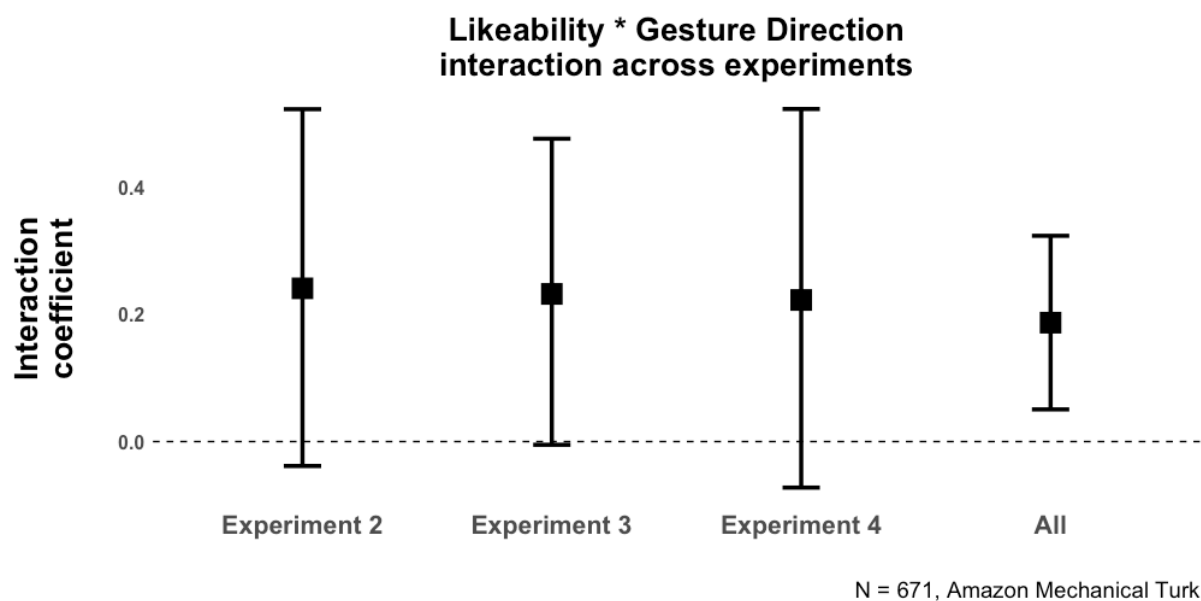 Likeability * Gesture Direction
interaction across experiments
Interaction
coefficient
0.4
0.2
0.0
Experiment 2
Experiment 3
Experiment 4
All
N = 671, Amazon Mechanical Turk